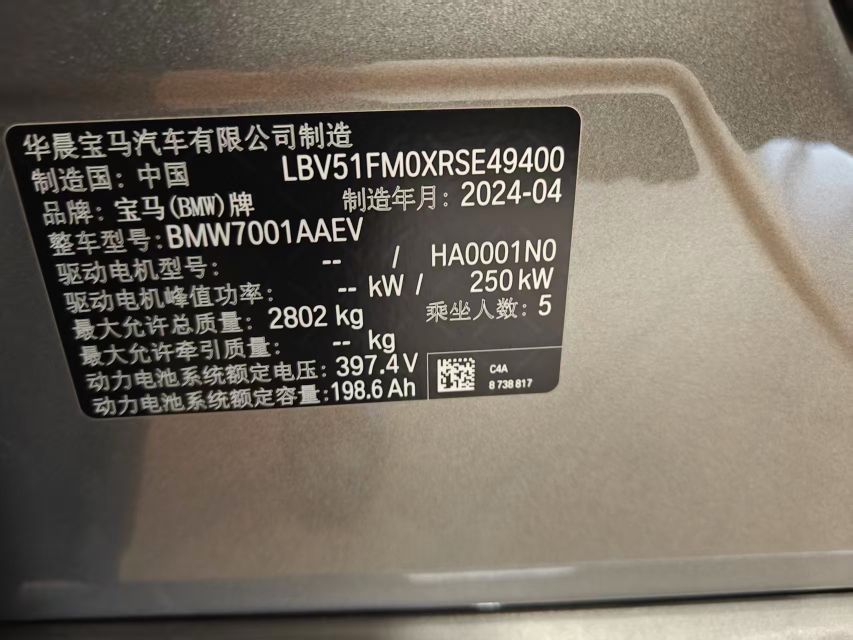 华晨宝马汽车有限公司制造
制造国：中国 LBV51FM0XRSE49400
品牌：宝马(BMW)牌 制造年月：2024-04
整车型号：BMW7001AAEV
驱动电机型号： -- / HA0001N0
驱动电机峰值功率： -- kW / 250 kW
最大允许总质量： 2802 kg 乘坐人数：5
最大允许牵引质量： -- kg
动力电池系统额定电压：397.4 V
动力电池系统额定容量：198.6 Ah
C4A
8 738 817